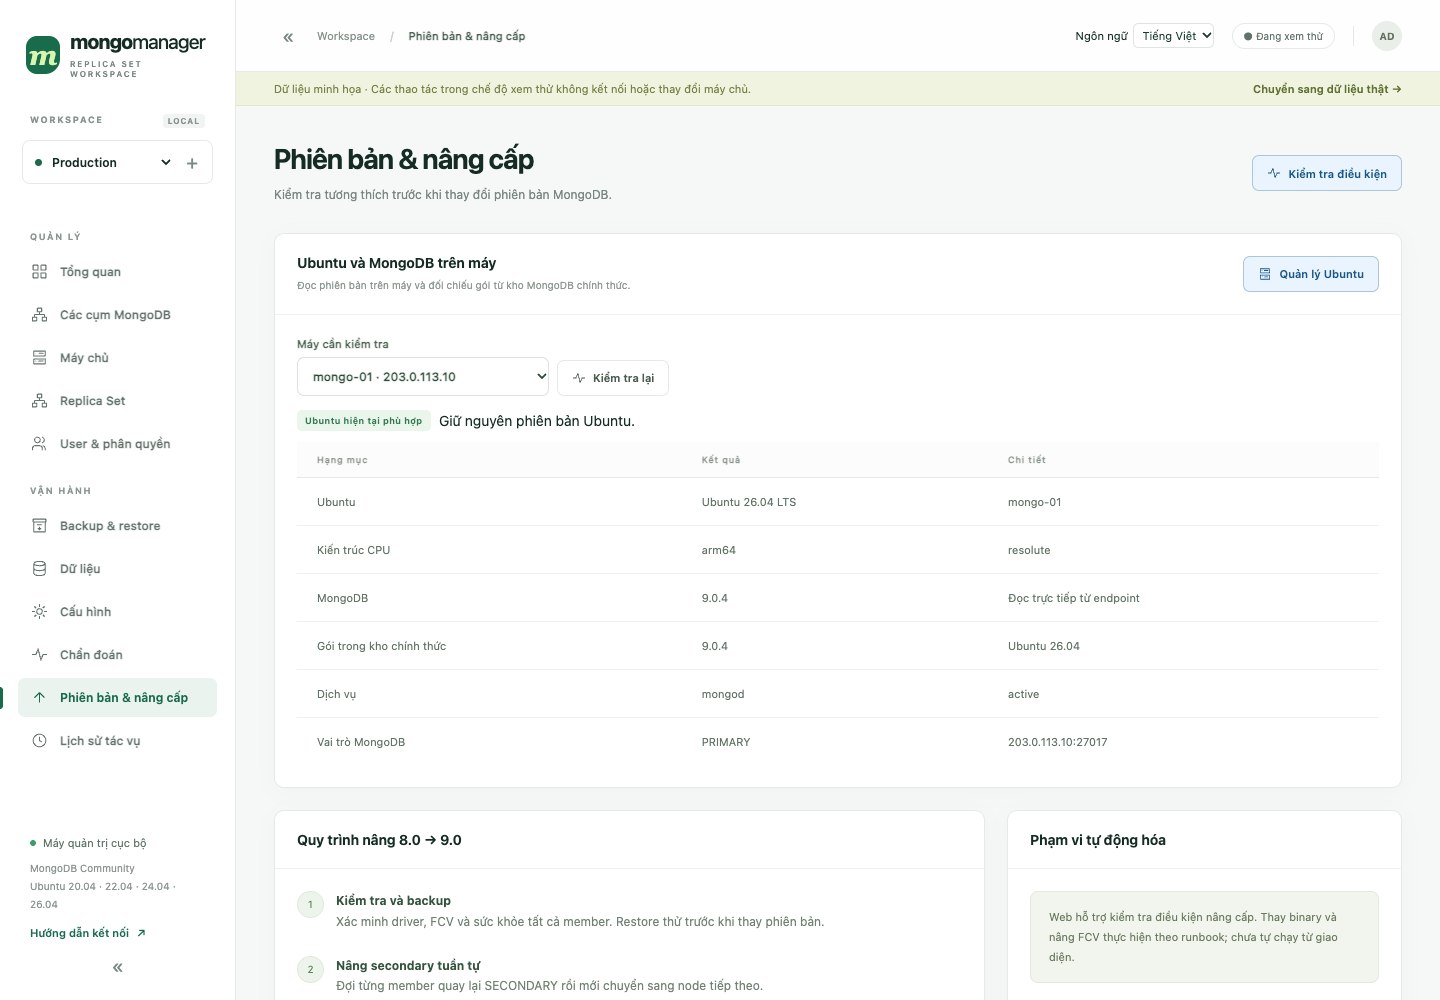 m
mongomanager
REPLICA SET
WORKSPACE
WORKSPACE
LOCAL
Production
+
QUẢN LÝ
Tổng quan
Các cụm MongoDB
Máy chủ
Replica Set
User & phân quyền
VẬN HÀNH
Backup & restore
Dữ liệu
Cấu hình
Chẩn đoán
Phiên bản & nâng cấp
Lịch sử tác vụ
Máy quản trị cục bộ
MongoDB Community
Ubuntu 20.04 · 22.04 · 24.04 ·
26.04
Hướng dẫn kết nối ↗
«
« Workspace / Phiên bản & nâng cấp
Ngôn ngữ Tiếng Việt
Đang xem thử
AD
Dữ liệu minh họa · Các thao tác trong chế độ xem thử không kết nối hoặc thay đổi máy chủ.
Chuyển sang dữ liệu thật →
Phiên bản & nâng cấp
Kiểm tra tương thích trước khi thay đổi phiên bản MongoDB.
Kiểm tra điều kiện
Ubuntu và MongoDB trên máy
Đọc phiên bản trên máy và đối chiếu gói từ kho MongoDB chính thức.
Quản lý Ubuntu
Máy cần kiểm tra
mongo-01 · 203.0.113.10
Kiểm tra lại
Ubuntu hiện tại phù hợp Giữ nguyên phiên bản Ubuntu.
Hạng mục Kết quả Chi tiết
Ubuntu Ubuntu 26.04 LTS mongo-01
Kiến trúc CPU arm64 resolute
MongoDB 9.0.4 Đọc trực tiếp từ endpoint
Gói trong kho chính thức 9.0.4 Ubuntu 26.04
Dịch vụ mongod active
Vai trò MongoDB PRIMARY 203.0.113.10:27017
Quy trình nâng 8.0 → 9.0
1 Kiểm tra và backup
Xác minh driver, FCV và sức khỏe tất cả member. Restore thử trước khi thay phiên bản.
2 Nâng secondary tuần tự
Đợi từng member quay lại SECONDARY rồi mới chuyển sang node tiếp theo.
Phạm vi tự động hóa
Web hỗ trợ kiểm tra điều kiện nâng cấp. Thay binary và
nâng FCV thực hiện theo runbook; chưa tự chạy từ giao
diện.